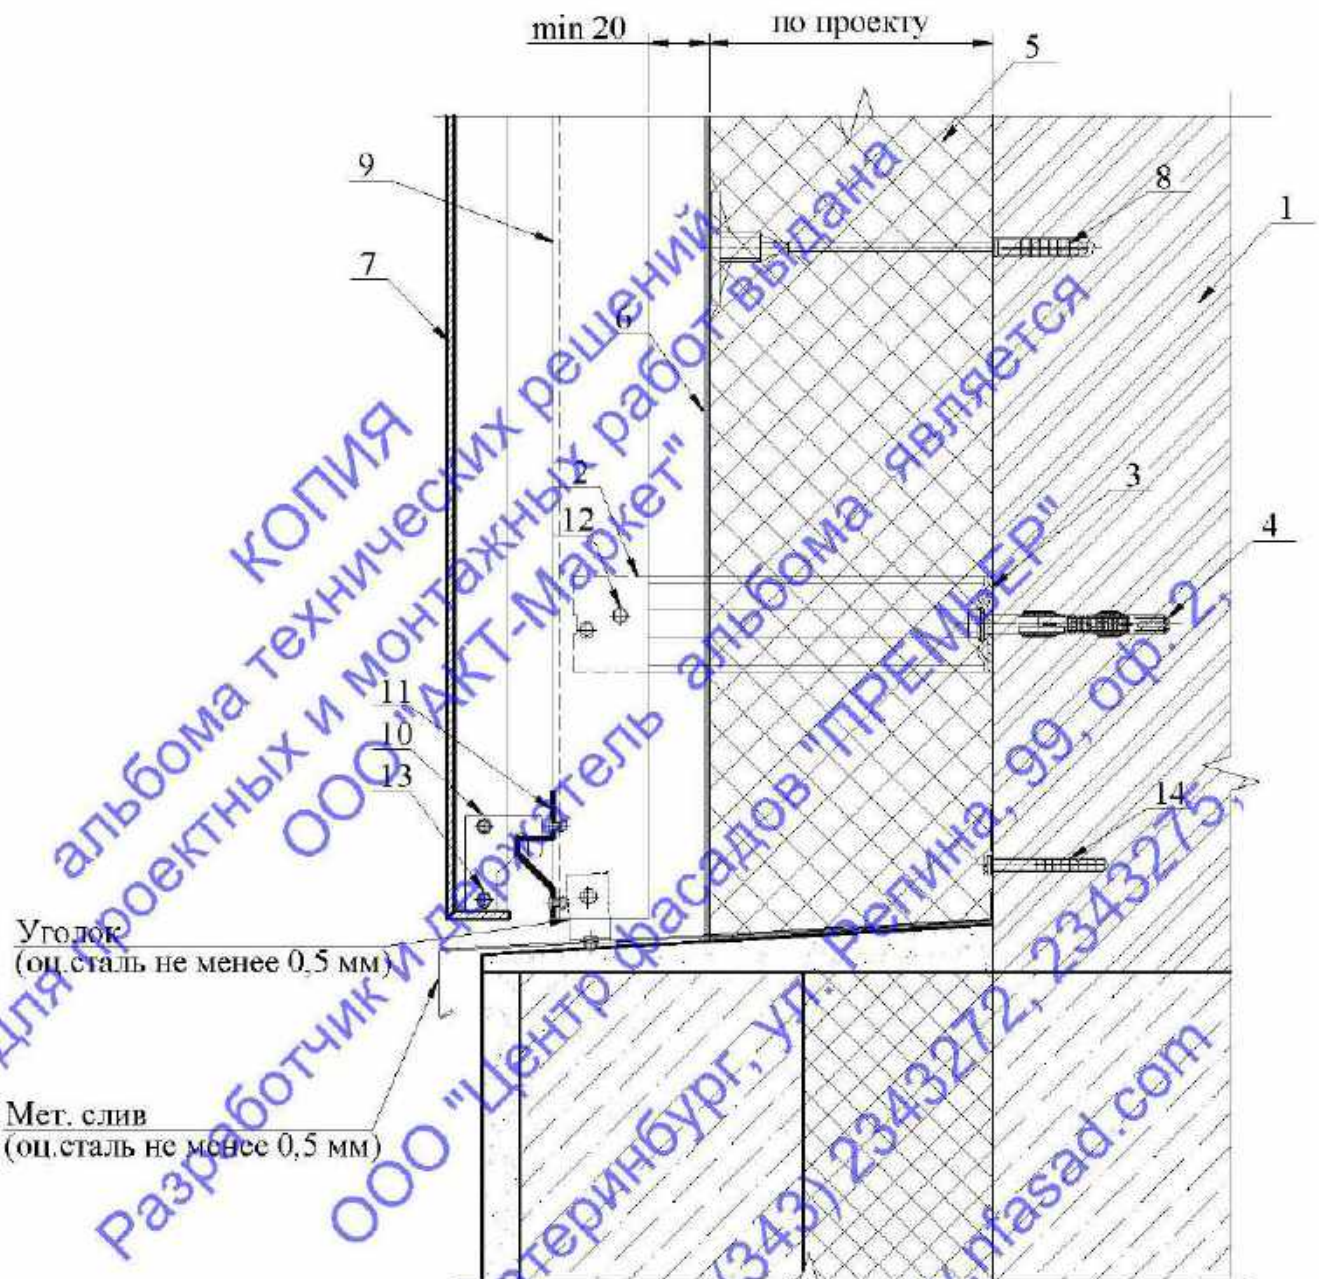 min 20
по проекту
5
9
8
1
7
6
2
12
3
4
11
10
13
14
Уголок
(оц.сталь не менее 0,5 мм)
Мет. слив
(оц.сталь не менее 0,5 мм)
КОПИЯ
альбома технических решений
для проектных и монтажных работ выдана
ООО "АКТ-Маркет"
Разработчик и держатель альбома является
ООО "Центр фасадов "ПРЕМЬЕР"
ул. Репина, 99, оф. 2,
(343) 2343272, 2343275,